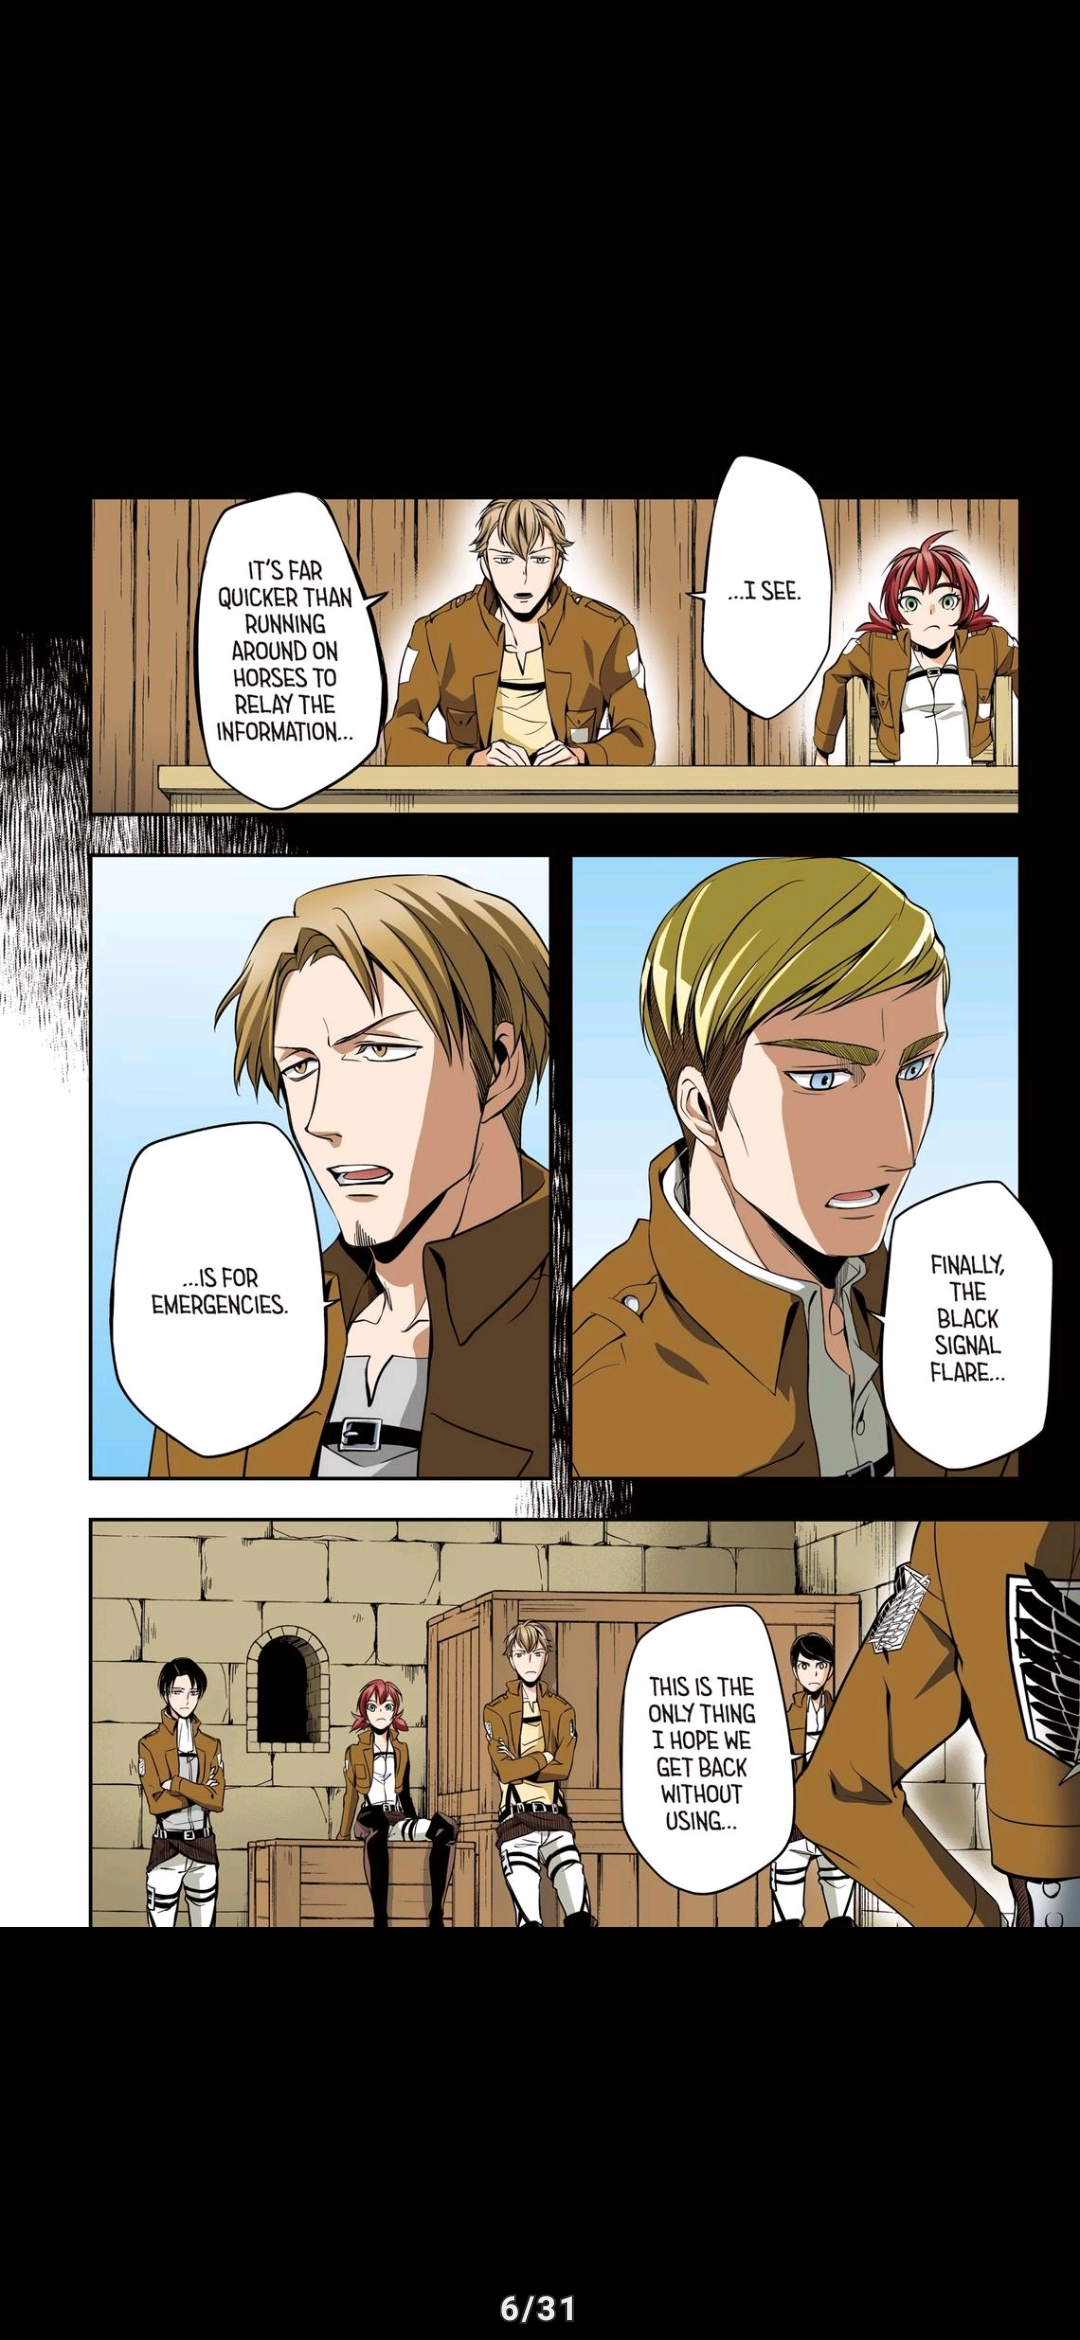 ...I SEE.
IT'S FAR
QUICKER THAN
RUNNING
AROUND ON
HORSES TO
RELAY THE
INFORMATION...
FINALLY,
THE
BLACK
SIGNAL
FLARE...
...IS FOR
EMERGENCIES.
THIS IS THE
ONLY THING
I HOPE WE
GET BACK
WITHOUT
USING...
6/31